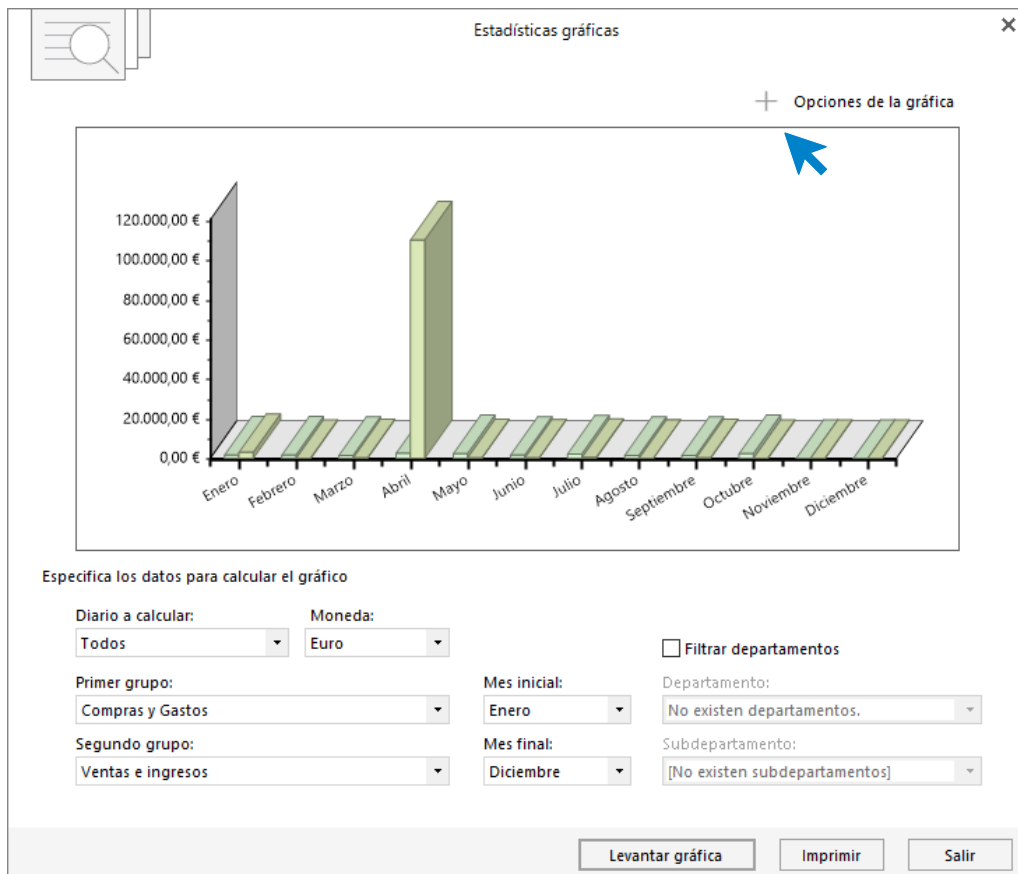 Estadísticas gráficas
Opciones de la gráfica
120.000,00 €
100.000,00 €
80.000,00 €
60.000,00 €
40.000,00 €
20.000,00 €
0,00 €
Enero
Febrero
Marzo
Abril
Mayo
Junio
Julio
Agosto
Septiembre
Octubre
Noviembre
Diciembre
Especifica los datos para calcular el gráfico
Diario a calcular: Moneda:
Todos Euro
Filtrar departamentos
Primer grupo: Mes inicial: Departamento:
Compras y Gastos Enero No existen departamentos.
Segundo grupo: Mes final: Subdepartamento:
Ventas e ingresos Diciembre [No existen subdepartamentos]
Levantar gráfica Imprimir Salir